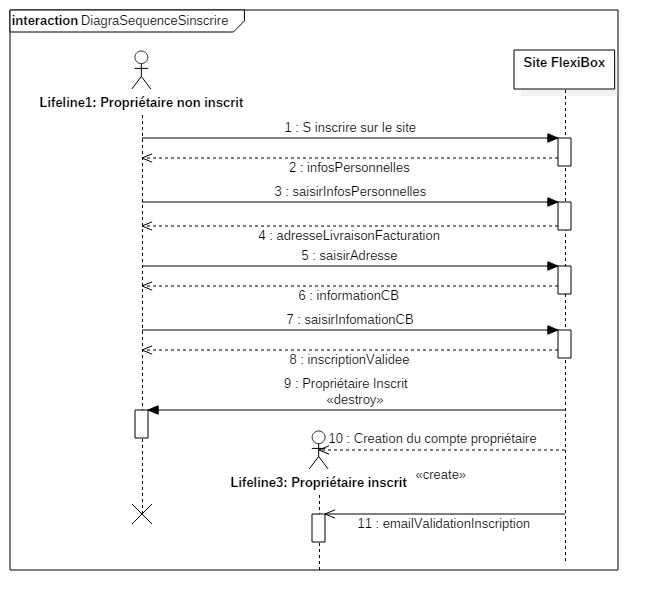 interaction DiagraSequenceSinscrire
Site FlexiBox
Lifeline1: Propriétaire non inscrit
1 : S inscrire sur le site
2 : infosPersonnelles
3 : saisirInfosPersonnelles
4 : adresseLivraisonFacturation
5 : saisirAdresse
6 : informationCB
7 : saisirInfomationCB
8 : inscriptionValidee
9 : Propriétaire Inscrit
«destroy»
10 : Creation du compte propriétaire
«create»
Lifeline3: Propriétaire inscrit
11 : emailValidationInscription